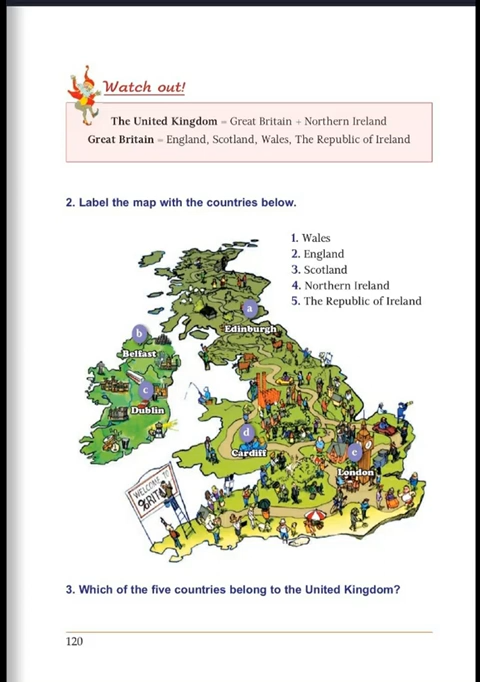 Watch out!
The United Kingdom = Great Britain + Northern Ireland
Great Britain = England, Scotland, Wales, The Republic of Ireland
2. Label the map with the countries below.
1. Wales
2. England
3. Scotland
4. Northern Ireland
5. The Republic of Ireland
a
Edinburgh
b
Belfast
c
Dublin
d
Cardiff
e
London
WELCOME TO
BRITAIN
3. Which of the five countries belong to the United Kingdom?
120